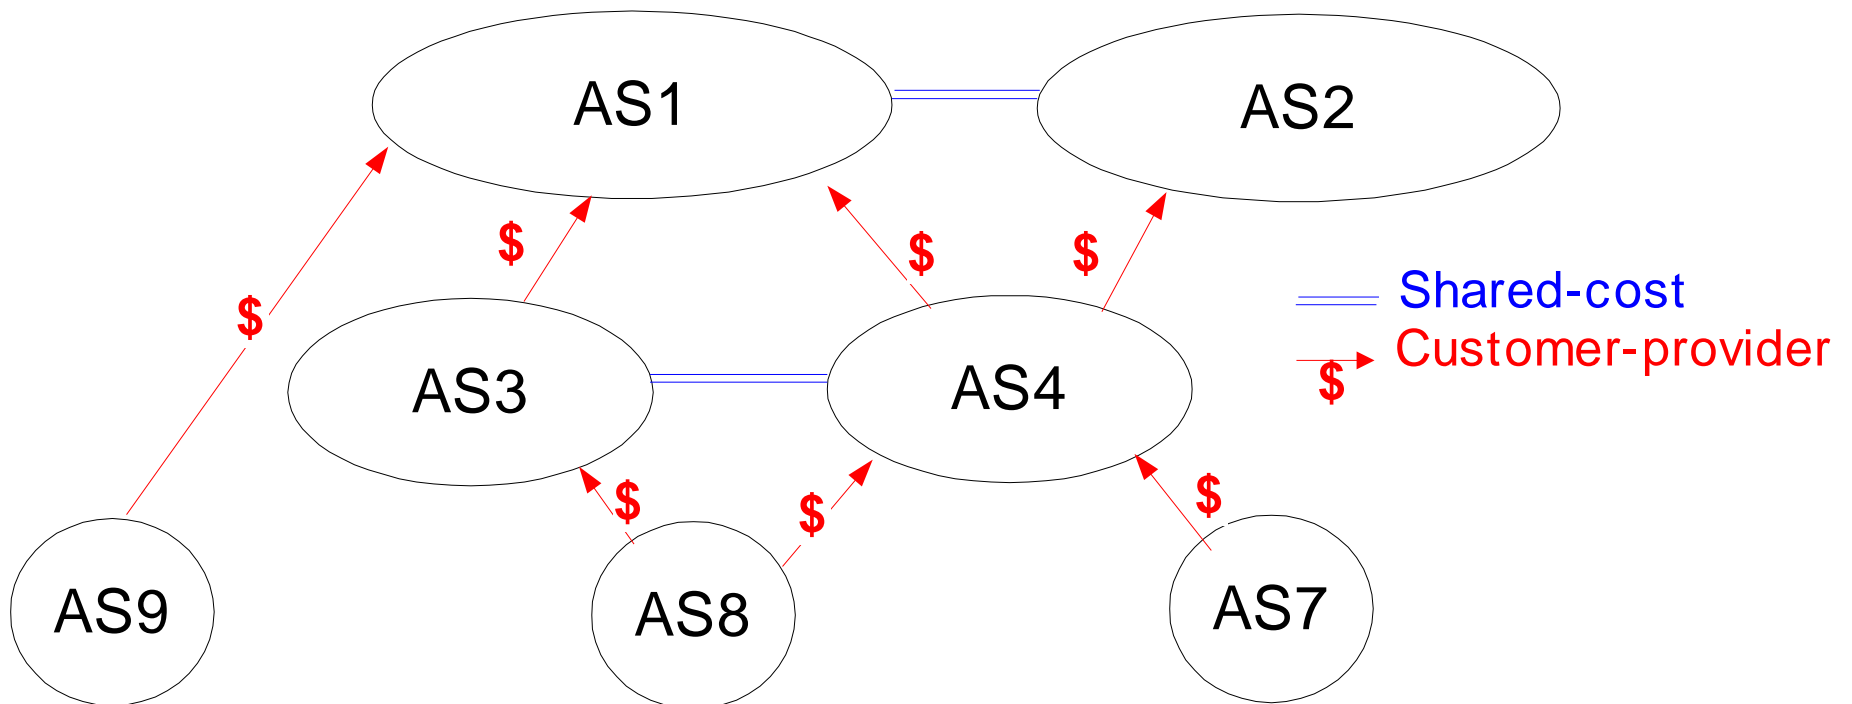 AS1
AS2
$
$
$
$
Shared-cost
$
Customer-provider
$
AS3
AS4
$
$
$
AS9
AS8
AS7